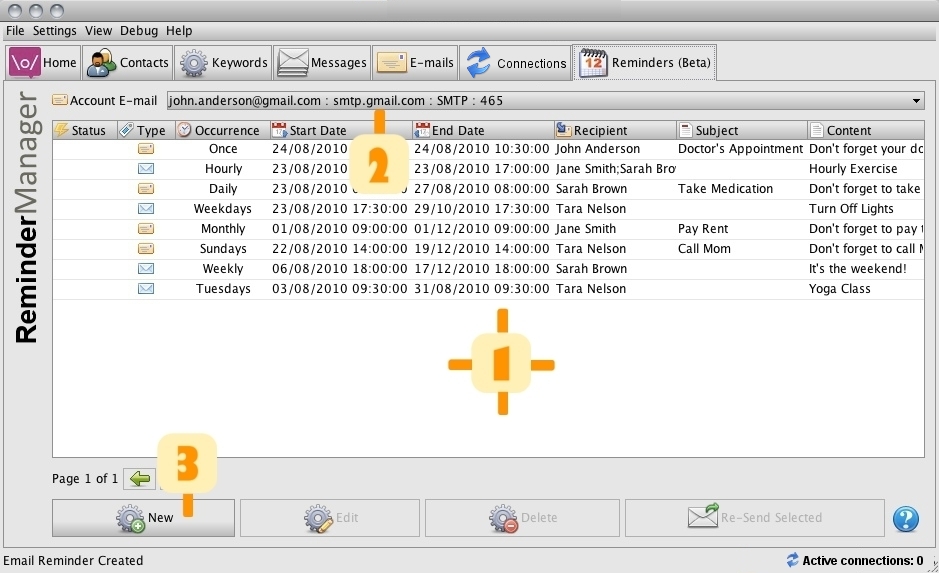 File Settings View Debug Help
\o/ Home Contacts Keywords Messages E-mails Connections 12 Reminders (Beta)
ReminderManager
Account E-mail john.anderson@gmail.com : smtp.gmail.com : SMTP : 465
Status Type Occurrence Start Date End Date Recipient Subject Content
Once 24/08/2010 24/08/2010 10:30:00 John Anderson Doctor's Appointment Don't forget your do
Hourly 23/08/2010 23/08/2010 17:00:00 Jane Smith;Sarah Bro Hourly Exercise
Daily 23/08/2010 27/08/2010 08:00:00 Sarah Brown Take Medication Don't forget to take
Weekdays 23/08/2010 17:30:00 29/10/2010 17:30:00 Tara Nelson Turn Off Lights
Monthly 01/08/2010 09:00:00 01/12/2010 09:00:00 Jane Smith Pay Rent Don't forget to pay
Sundays 22/08/2010 14:00:00 19/12/2010 14:00:00 Tara Nelson Call Mom Don't forget to call
Weekly 06/08/2010 18:00:00 17/12/2010 18:00:00 Sarah Brown It's the weekend!
Tuesdays 03/08/2010 09:30:00 31/08/2010 09:30:00 Tara Nelson Yoga Class
2
1
3
Page 1 of 1
New Edit Delete Re-Send Selected ?
Email Reminder Created Active connections: 0